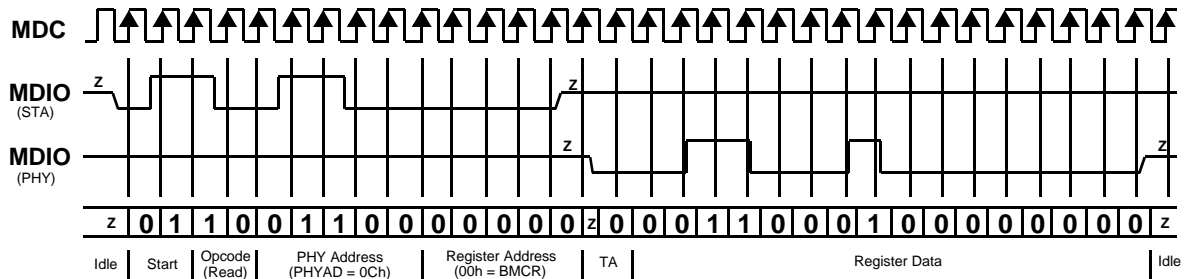 MDC
z z
MDIO
(STA)
MDIO z z
(PHY)
z 0 1 1 0 0 1 1 0 0 0 0 0 0 0 z 0 0 0 1 1 0 0 0 1 0 0 0 0 0 0 0 0 z
Idle Start Opcode (Read) PHY Address (PHYAD = 0Ch) Register Address (00h = BMCR) TA Register Data Idle